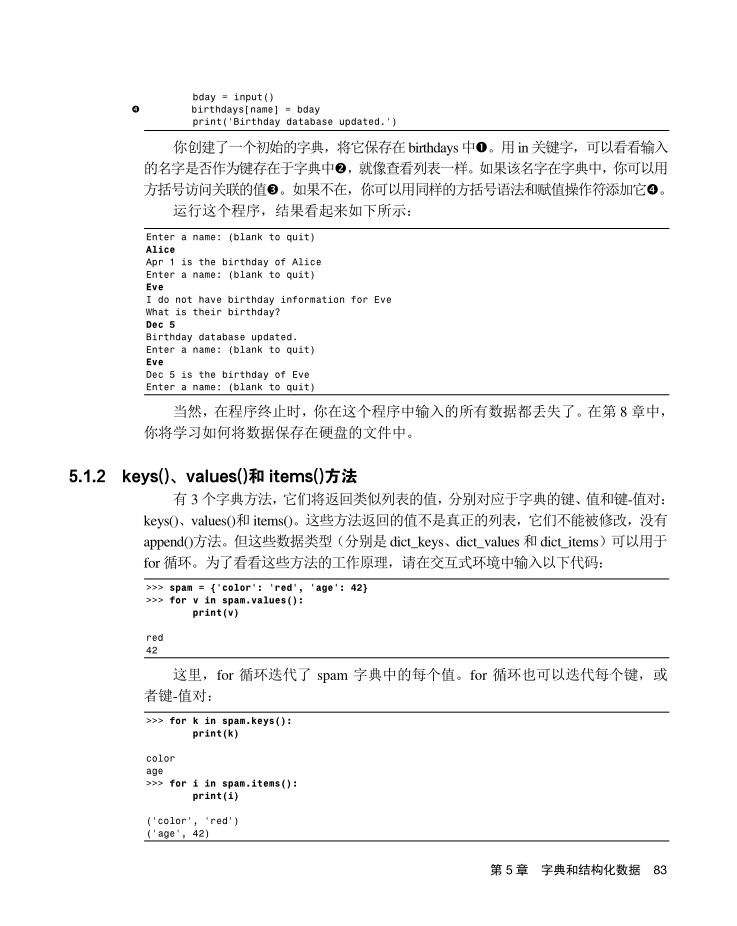 bday = input()
❹ birthdays[name] = bday
print('Birthday database updated.')
你创建了一个初始的字典，将它保存在 birthdays 中❶。用 in 关键字，可以看看输入
的名字是否作为键存在于字典中❷，就像查看列表一样。如果该名字在字典中，你可以用
方括号访问关联的值❸。如果不在，你可以用同样的方括号语法和赋值操作符添加它❹。
运行这个程序，结果看起来如下所示：
Enter a name: (blank to quit)
Alice
Apr 1 is the birthday of Alice
Enter a name: (blank to quit)
Eve
I do not have birthday information for Eve
What is their birthday?
Dec 5
Birthday database updated.
Enter a name: (blank to quit)
Eve
Dec 5 is the birthday of Eve
Enter a name: (blank to quit)
当然，在程序终止时，你在这个程序中输入的所有数据都丢失了。在第 8 章中，
你将学习如何将数据保存在硬盘的文件中。
5.1.2 keys()、values()和 items()方法
有 3 个字典方法，它们将返回类似列表的值，分别对应于字典的键、值和键-值对：
keys()、values()和 items()。这些方法返回的值不是真正的列表，它们不能被修改，没有
append()方法。但这些数据类型（分别是 dict_keys、dict_values 和 dict_items）可以用于
for 循环。为了看看这些方法的工作原理，请在交互式环境中输入以下代码：
>>> spam = {'color': 'red', 'age': 42}
>>> for v in spam.values():
print(v)
red
42
这里，for 循环迭代了 spam 字典中的每个值。for 循环也可以迭代每个键，或
者键-值对：
>>> for k in spam.keys():
print(k)
color
age
>>> for i in spam.items():
print(i)
('color', 'red')
('age', 42)
第 5 章 字典和结构化数据 83